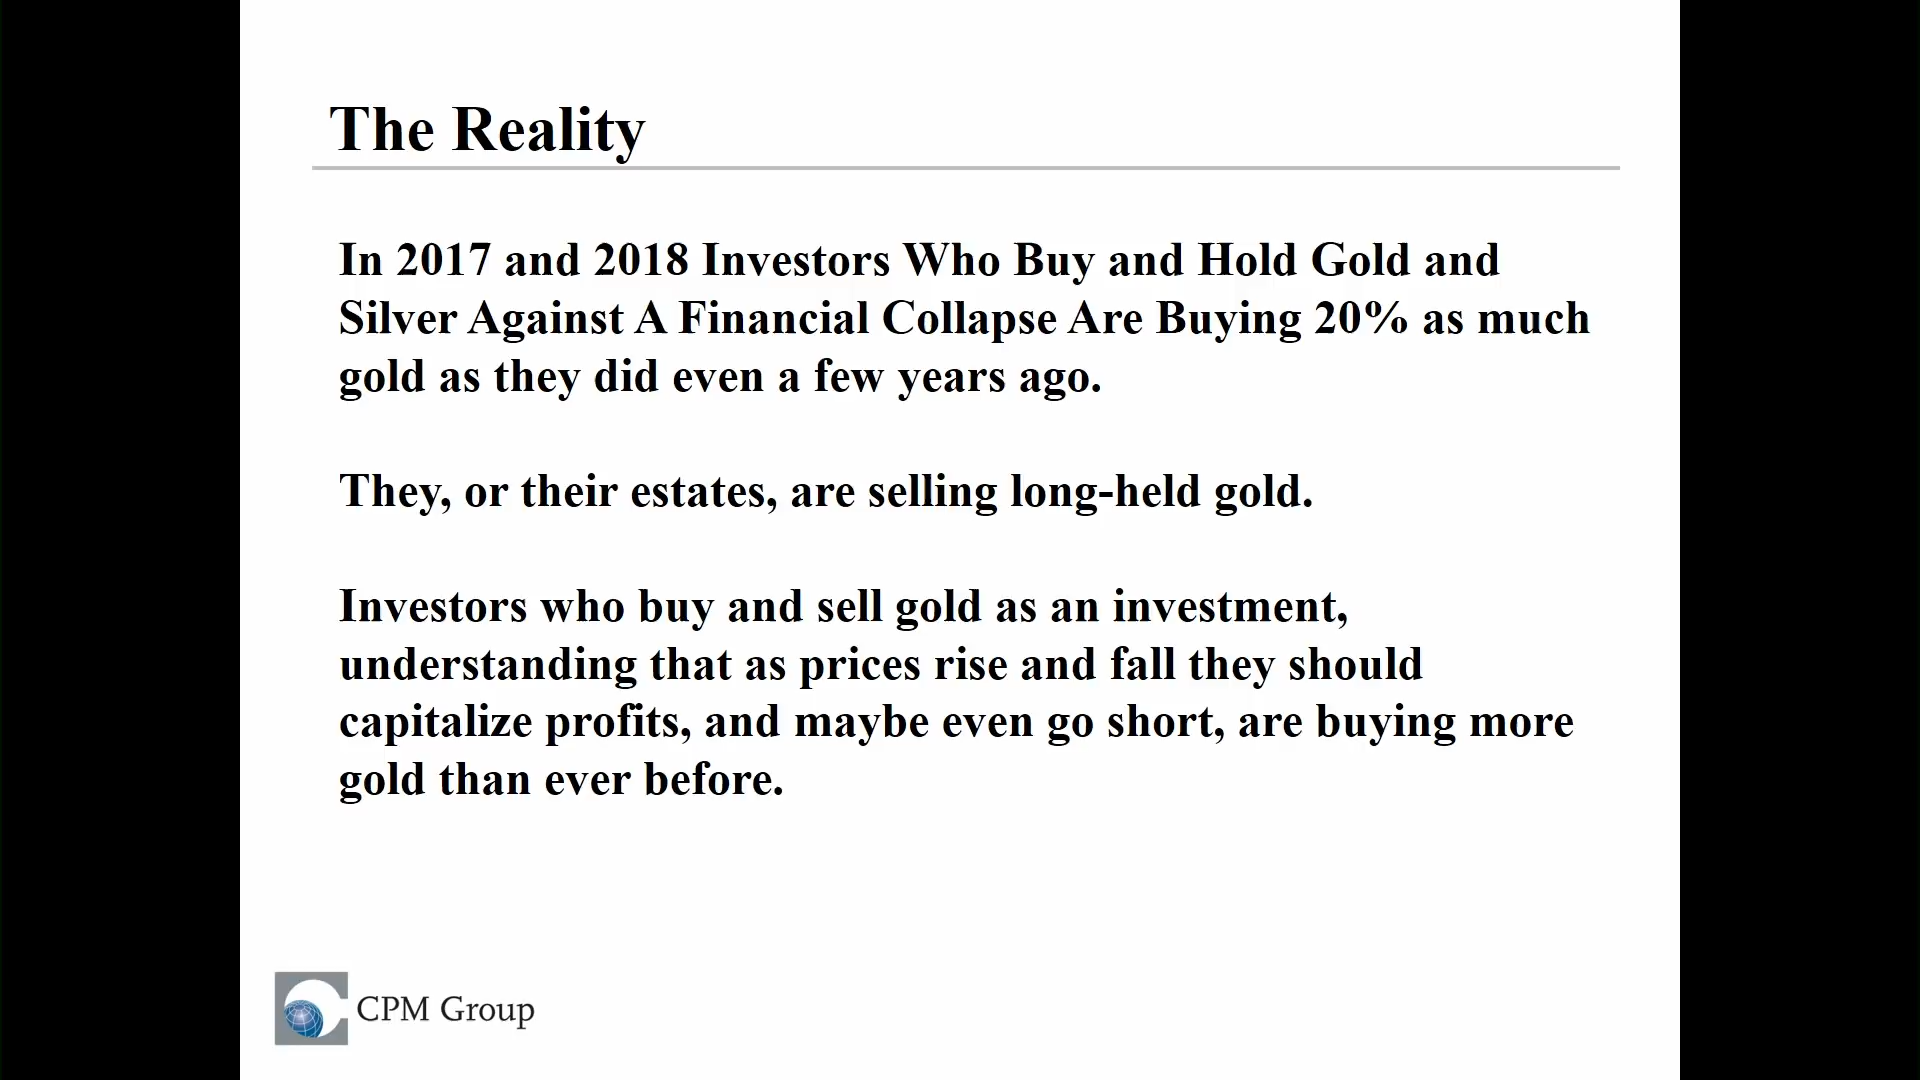 The Reality
In 2017 and 2018 Investors Who Buy and Hold Gold and
Silver Against A Financial Collapse Are Buying 20% as much
gold as they did even a few years ago.
They, or their estates, are selling long-held gold.
Investors who buy and sell gold as an investment,
understanding that as prices rise and fall they should
capitalize profits, and maybe even go short, are buying more
gold than ever before.
CPM Group